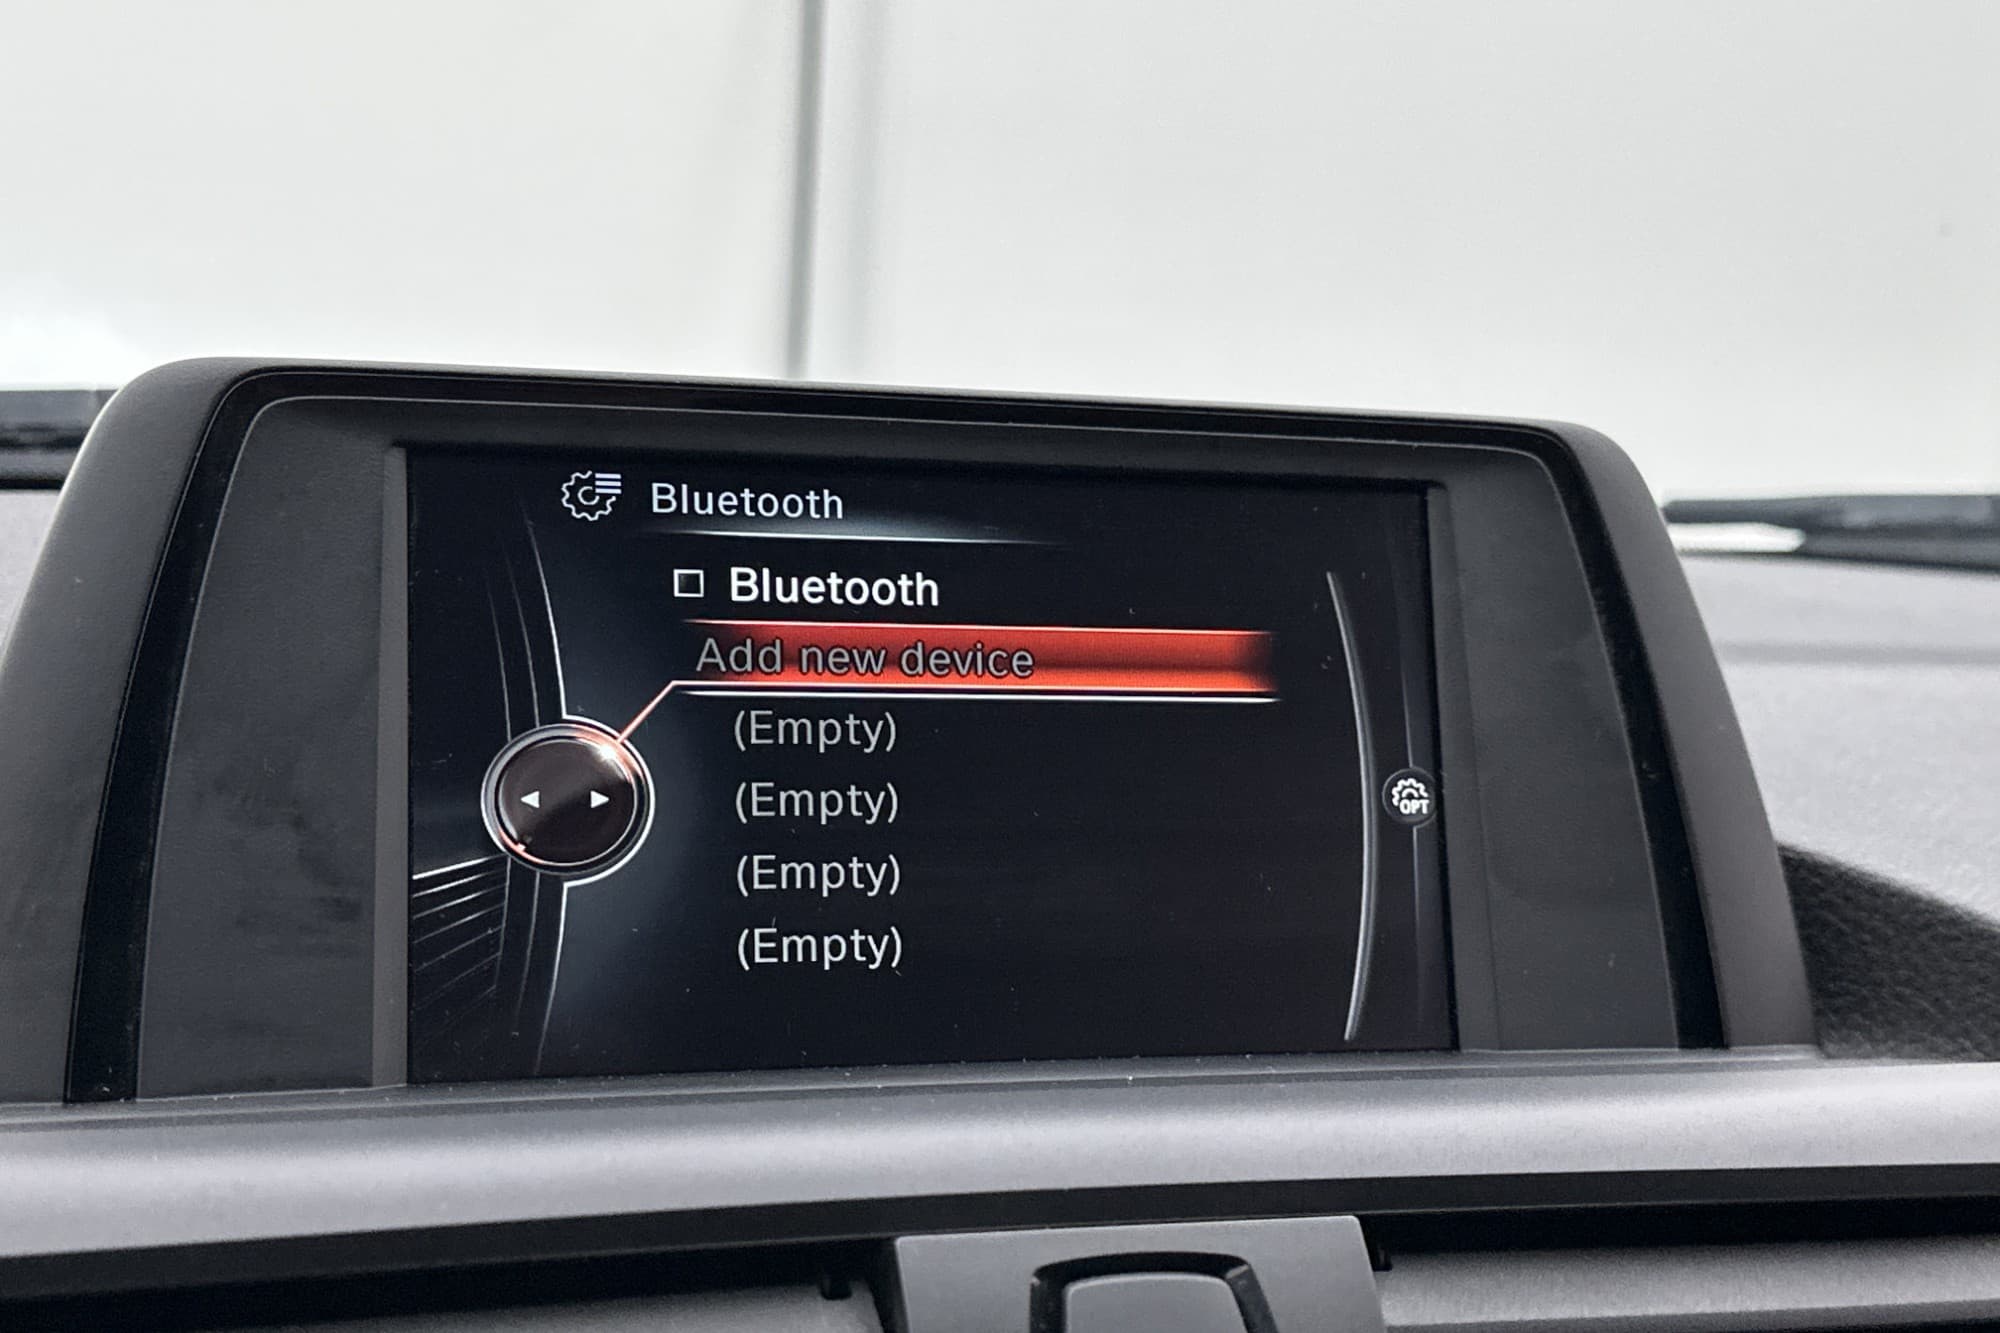 Bluetooth
Bluetooth
Add new device
(Empty)
(Empty)
OPT
(Empty)
(Empty)